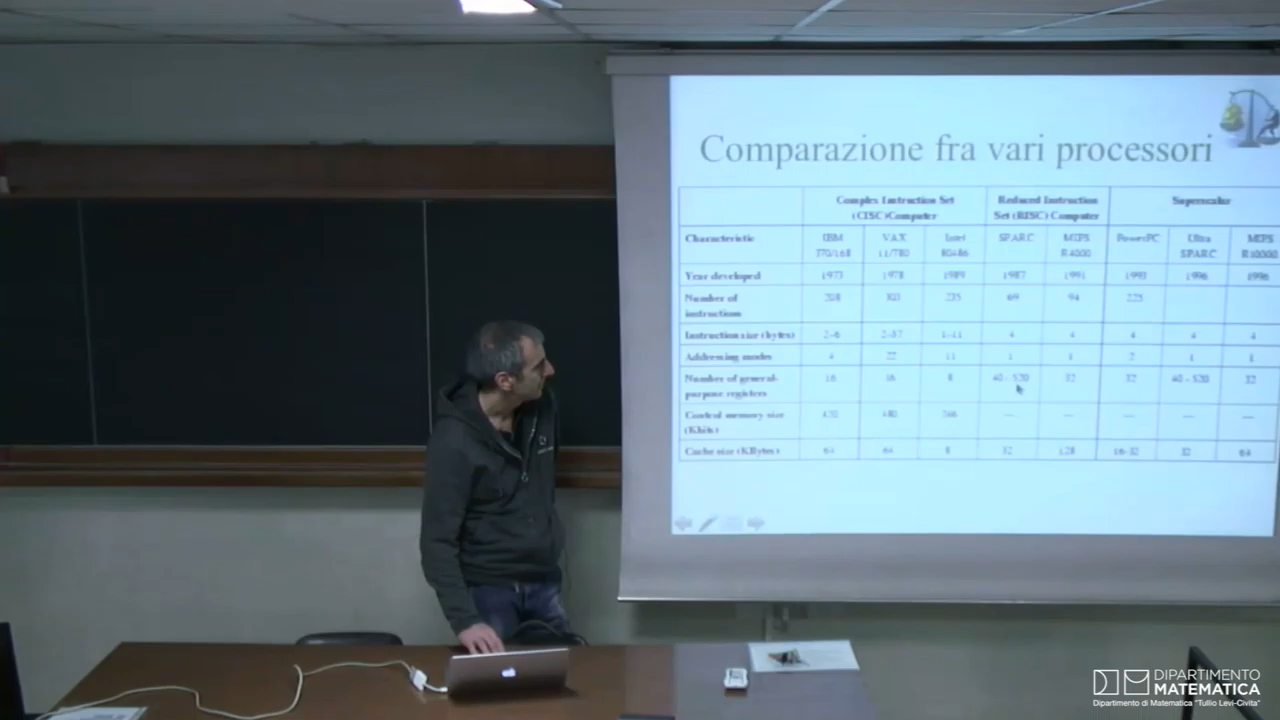 Comparazione fra vari processori
Complex Instruction Set
(CISC)Computer
Reduced Instruction
Set (RISC) Computer
Superscalar
Characteristic
IBM
370/168
VAX
11/780
Intel
80486
SPARC
MIPS
R4000
PowerPC
Ultra
SPARC
MIPS
R10000
Year developed
1973
1978
1989
1987
1991
1993
1996
1996
Number of
instructions
208
303
235
69
94
225
Instruction size (bytes)
2-6
2-57
1-11
4
4
4
4
4
Addressing modes
4
22
11
1
1
2
1
1
Number of general-
purpose registers
16
16
8
40 - 520
32
32
40 - 520
32
Control memory size
(Kbits)
420
480
246
—
—
—
—
—
Cache size (KBytes)
64
64
8
32
128
16-32
32
64
DIPARTIMENTO
MATEMATICA
Dipartimento di Matematica "Tullio Levi-Civita"